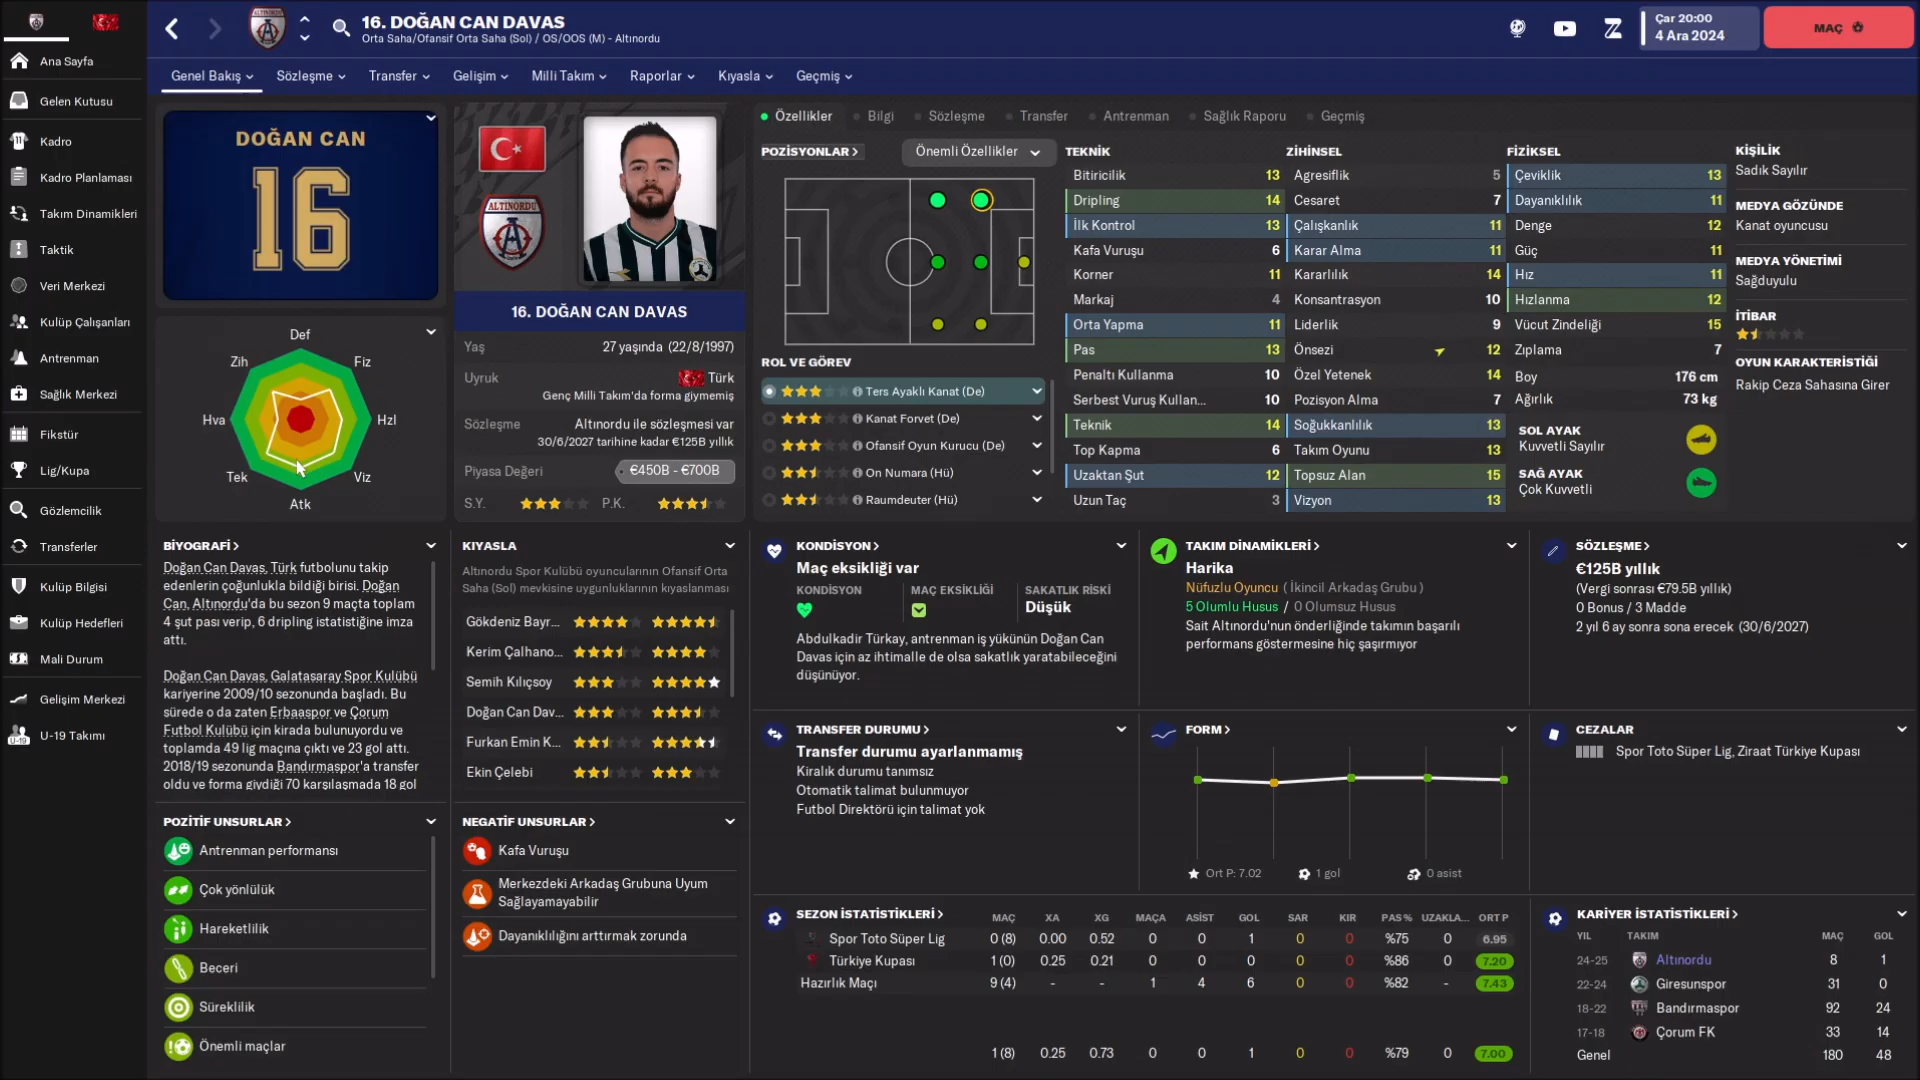 16. DOĞAN CAN DAVAS
Orta Saha/Ofansif Orta Saha (Sol) / OS/OOS (M) - Altınordu
Çar 20:00
4 Ara 2024
MAÇ
Ana Sayfa
Gelen Kutusu
Kadro
Kadro Planlaması
Takım Dinamikleri
Taktik
Veri Merkezi
Kulüp Çalışanları
Antrenman
Sağlık Merkezi
Fikstür
Lig/Kupa
Gözlemcilik
Transferler
Kulüp Bilgisi
Kulüp Hedefleri
Mali Durum
Gelişim Merkezi
U-19 Takımı
Genel Bakış
Sözleşme
Transfer
Gelişim
Milli Takım
Raporlar
Kıyasla
Geçmiş
DOĞAN CAN
16
Def
Zih Fiz
Hva Hzl
Tek Viz
Atk
ALTINORDU
16. DOĞAN CAN DAVAS
Yaş 27 yaşında (22/8/1997)
Uyruk Türk
Genç Milli Takım'da forma giymemiş
Sözleşme Altınordu ile sözleşmesi var
30/6/2027 tarihine kadar €125B yıllık
Piyasa Değeri €450B - €700B
S.Y. P.K.
Özellikler Bilgi Sözleşme Transfer Antrenman Sağlık Raporu Geçmiş
POZİSYONLAR
Önemli Özellikler
ROL VE GÖREV
Ters Ayaklı Kanat (De)
Kanat Forvet (De)
Ofansif Oyun Kurucu (De)
On Numara (Hü)
Raumdeuter (Hü)
TEKNİK
Bitiricilik 13
Dripling 14
İlk Kontrol 13
Kafa Vuruşu 6
Korner 11
Markaj 4
Orta Yapma 11
Pas 13
Penaltı Kullanma 10
Serbest Vuruş Kullan... 10
Teknik 14
Top Kapma 6
Uzaktan Şut 12
Uzun Taç 3
ZİHİNSEL
Agresiflik 5
Cesaret 7
Çalışkanlık 11
Karar Alma 11
Kararlılık 14
Konsantrasyon 10
Liderlik 9
Önsezi 12
Özel Yetenek 14
Pozisyon Alma 7
Soğukkanlılık 13
Takım Oyunu 13
Topsuz Alan 15
Vizyon 13
FİZİKSEL
Çeviklik 13
Dayanıklılık 11
Denge 12
Güç 11
Hız 11
Hızlanma 12
Vücut Zindeliği 15
Zıplama 7
Boy 176 cm
Ağırlık 73 kg
SOL AYAK
Kuvvetli Sayılır
SAĞ AYAK
Çok Kuvvetli
KİŞİLİK
Sadık Sayılır
MEDYA GÖZÜNDE
Kanat oyuncusu
MEDYA YÖNETİMİ
Sağduyulu
İTİBAR
OYUN KARAKTERİSTİĞİ
Rakip Ceza Sahasına Girer
BİYOGRAFİ
Doğan Can Davas, Türk futbolunu takip
edenlerin çoğunlukla bildiği birisi. Doğan
Can, Altınordu'da bu sezon 9 maçta toplam
4 şut pası verip, 6 dripling istatistiğine imza
attı.
Doğan Can Davas, Galatasaray Spor Kulübü
kariyerine 2009/10 sezonunda başladı. Bu
sürede o da zaten Erbaaspor ve Çorum
Futbol Kulübü için kirada bulunuyordu ve
toplamda 49 lig maçına çıktı ve 23 gol attı.
2018/19 sezonunda Bandırmaspor'a transfer
oldu ve forma giydiği 70 karşılaşmada 18 gol
KIYASLA
Altınordu Spor Kulübü oyuncularının Ofansif Orta
Saha (Sol) mevkisine uygunluklarının kıyaslanması
Gökdeniz Bayr...
Kerim Çalhano...
Semih Kılıçsoy
Doğan Can Dav...
Furkan Emin K...
Ekin Çelebi
KONDİSYON
Maç eksikliği var
KONDİSYON MAÇ EKSİKLİĞİ SAKATLIK RİSKİ
Düşük
Abdulkadir Türkay, antrenman iş yükünün Doğan Can
Davas için az ihtimalle de olsa sakatlık yaratabileceğini
düşünüyor.
TAKIM DİNAMİKLERİ
Harika
Nüfuzlu Oyuncu ( İkincil Arkadaş Grubu )
5 Olumlu Husus / 0 Olumsuz Husus
Sait Altınordu'nun önderliğinde takımın başarılı
performans göstermesine hiç şaşırmıyor
SÖZLEŞME
€125B yıllık
(Vergi sonrası €79.5B yıllık)
0 Bonus / 3 Madde
2 yıl 6 ay sonra sona erecek (30/6/2027)
TRANSFER DURUMU
Transfer durumu ayarlanmamış
Kiralık durumu tanımsız
Otomatik talimat bulunmuyor
Futbol Direktörü için talimat yok
FORM
Ort P: 7.02 1 gol 0 asist
CEZALAR
Spor Toto Süper Lig, Ziraat Türkiye Kupası
POZİTİF UNSURLAR
Antrenman performansı
Çok yönlülük
Hareketlilik
Beceri
Süreklilik
Önemli maçlar
NEGATİF UNSURLAR
Kafa Vuruşu
Merkezdeki Arkadaş Grubuna Uyum
Sağlayamayabilir
Dayanıklılığını arttırmak zorunda
SEZON İSTATİSTİKLERİ MAÇ XA XG MAÇA ASİST GOL SAR KIR PAS % UZAKLA... ORT P
Spor Toto Süper Lig 0 (8) 0.00 0.52 0 0 1 0 0 %75 0 6.95
Türkiye Kupası 1 (0) 0.25 0.21 0 0 0 0 0 %86 0 7.20
Hazırlık Maçı 9 (4) - - 1 4 6 0 0 %82 - 7.43
1 (8) 0.25 0.73 0 0 1 0 0 %79 0 7.00
KARİYER İSTATİSTİKLERİ
YIL TAKIM MAÇ GOL
24-25 Altınordu 8 1
22-24 Giresunspor 31 0
18-22 Bandırmaspor 92 24
17-18 Çorum FK 33 14
Genel 180 48